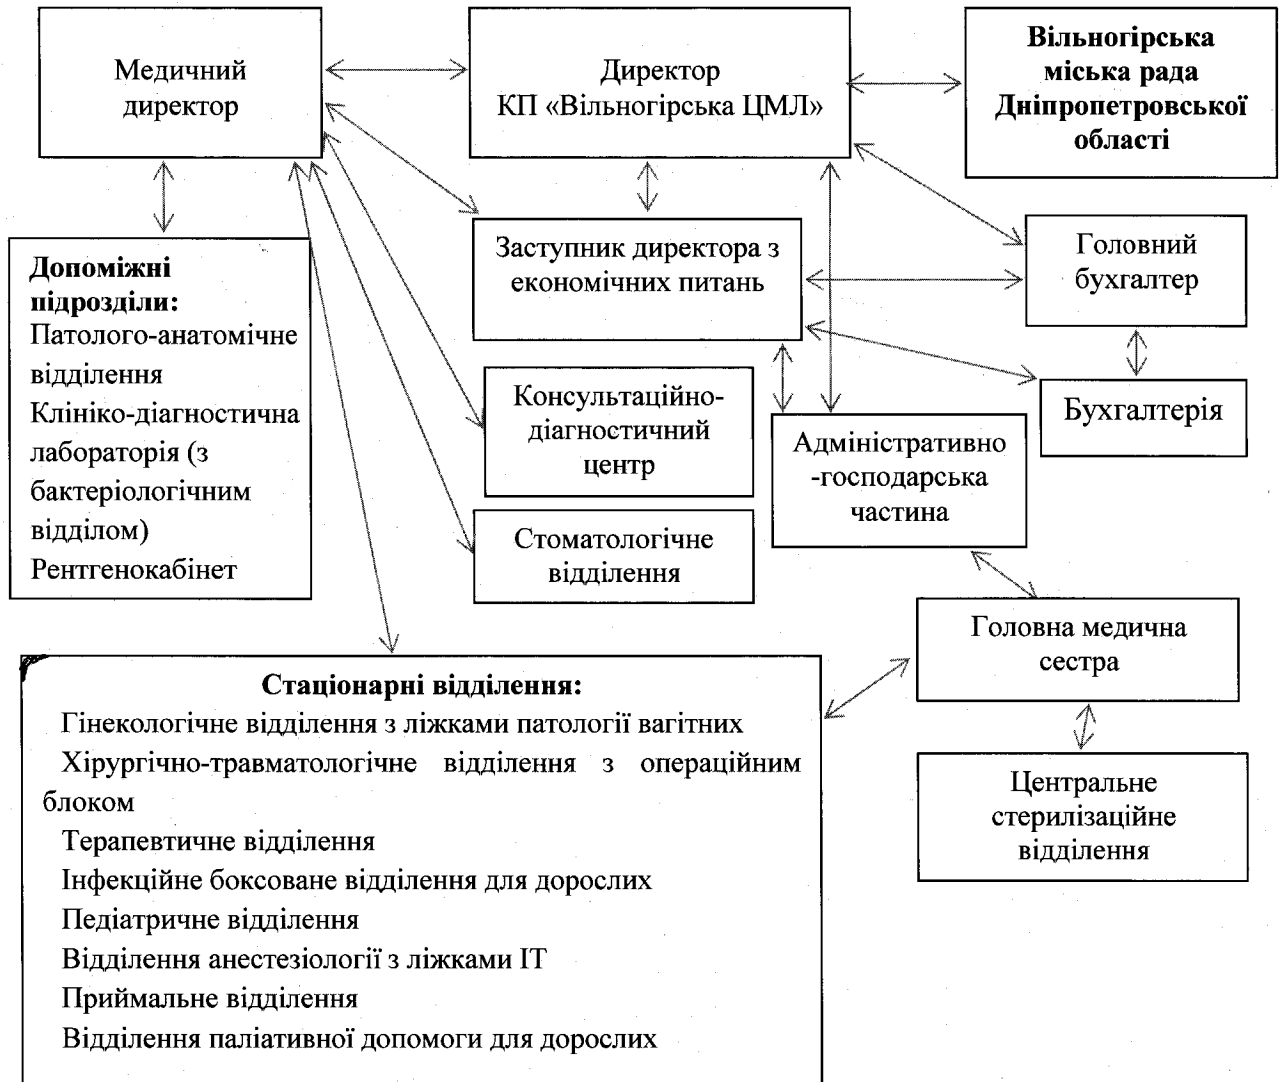 Медичний
директор
Директор
КП «Вільногірська ЦМЛ»
Вільногірська
міська рада
Дніпропетровської
області
Допоміжні
підрозділи:
Патолого-анатомічне
відділення
Клініко-діагностична
лабораторія (з
бактеріологічним
відділом)
Рентгенокабінет
Заступник директора з
економічних питань
Головний
бухгалтер
Консультаційно-
діагностичний
центр
Бухгалтерія
Адміністративно
-господарська
частина
Стоматологічне
відділення
Головна медична
сестра
Стаціонарні відділення:
Гінекологічне відділення з ліжками патології вагітних
Хірургічно-травматологічне відділення з операційним
блоком
Терапевтичне відділення
Інфекційне боксоване відділення для дорослих
Педіатричне відділення
Відділення анестезіології з ліжками ІТ
Приймальне відділення
Відділення паліативної допомоги для дорослих
Центральне
стерилізаційне
відділення